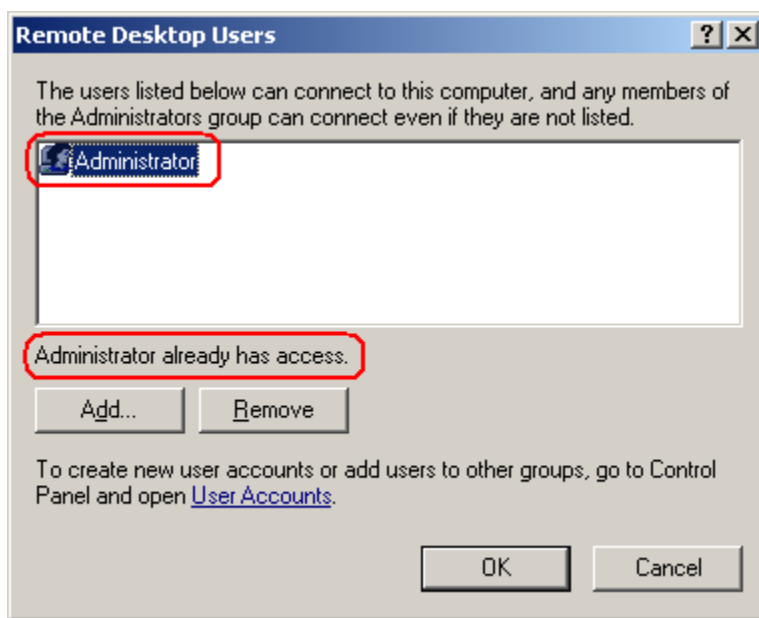 Remote Desktop Users
The users listed below can connect to this computer, and any members of
the Administrators group can connect even if they are not listed.
Administrator
Administrator already has access.
Add...
Remove
To create new user accounts or add users to other groups, go to Control
Panel and open User Accounts.
OK
Cancel